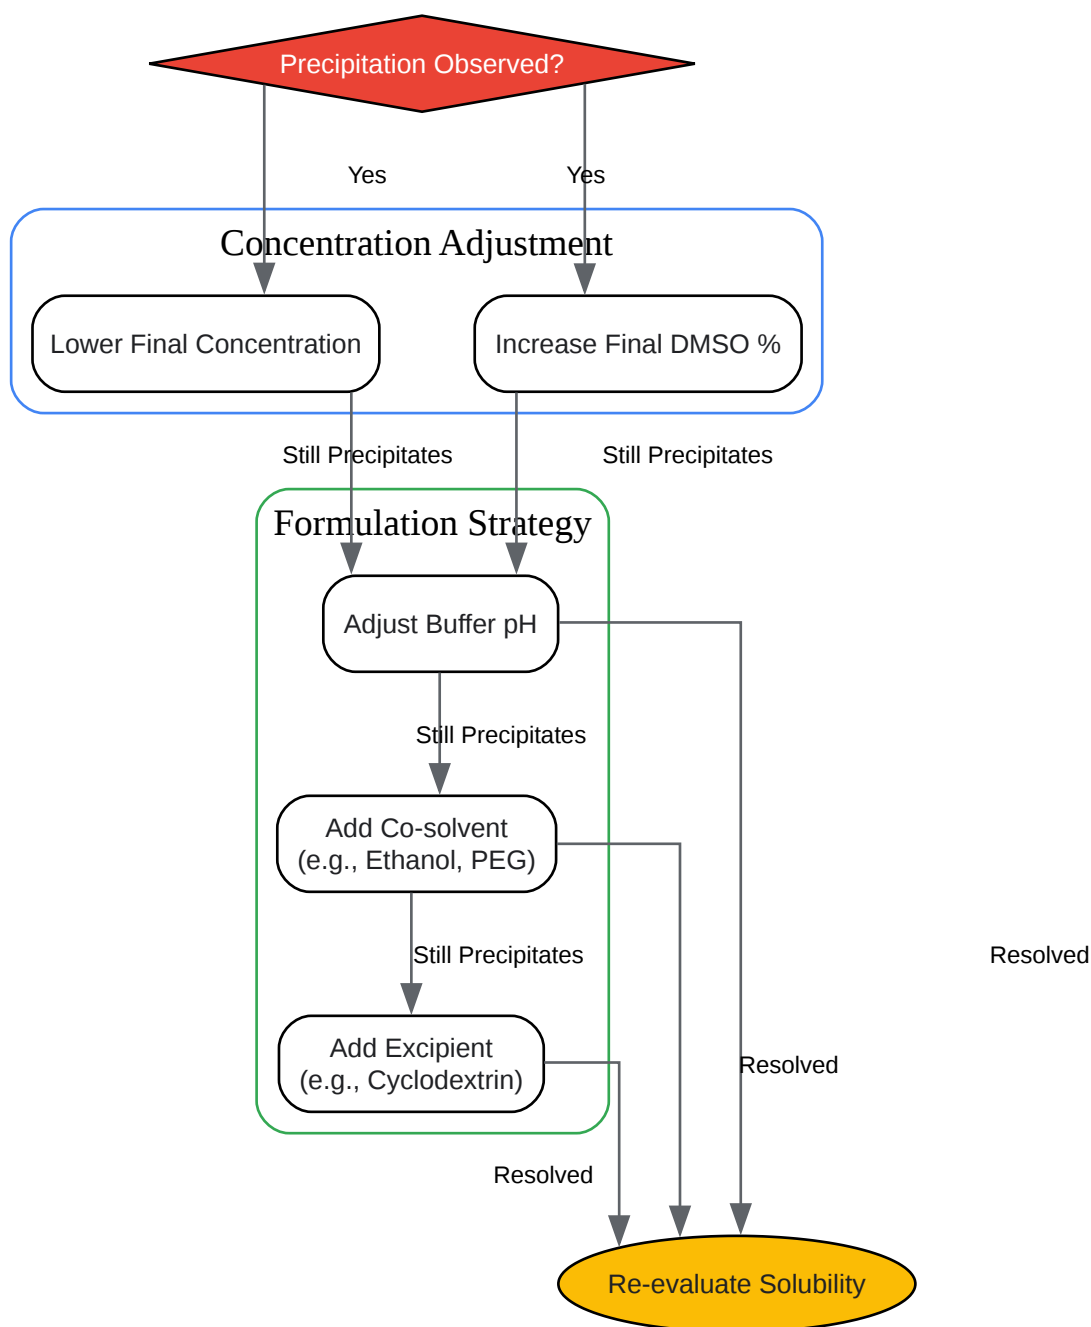 Precipitation Observed?
Yes
Yes
Concentration Adjustment
Lower Final Concentration
Increase Final DMSO %
Still Precipitates
Still Precipitates
Formulation Strategy
Adjust Buffer pH
Still Precipitates
Add Co-solvent
(e.g., Ethanol, PEG)
Still Precipitates
Resolved
Add Excipient
(e.g., Cyclodextrin)
Resolved
Resolved
Re-evaluate Solubility